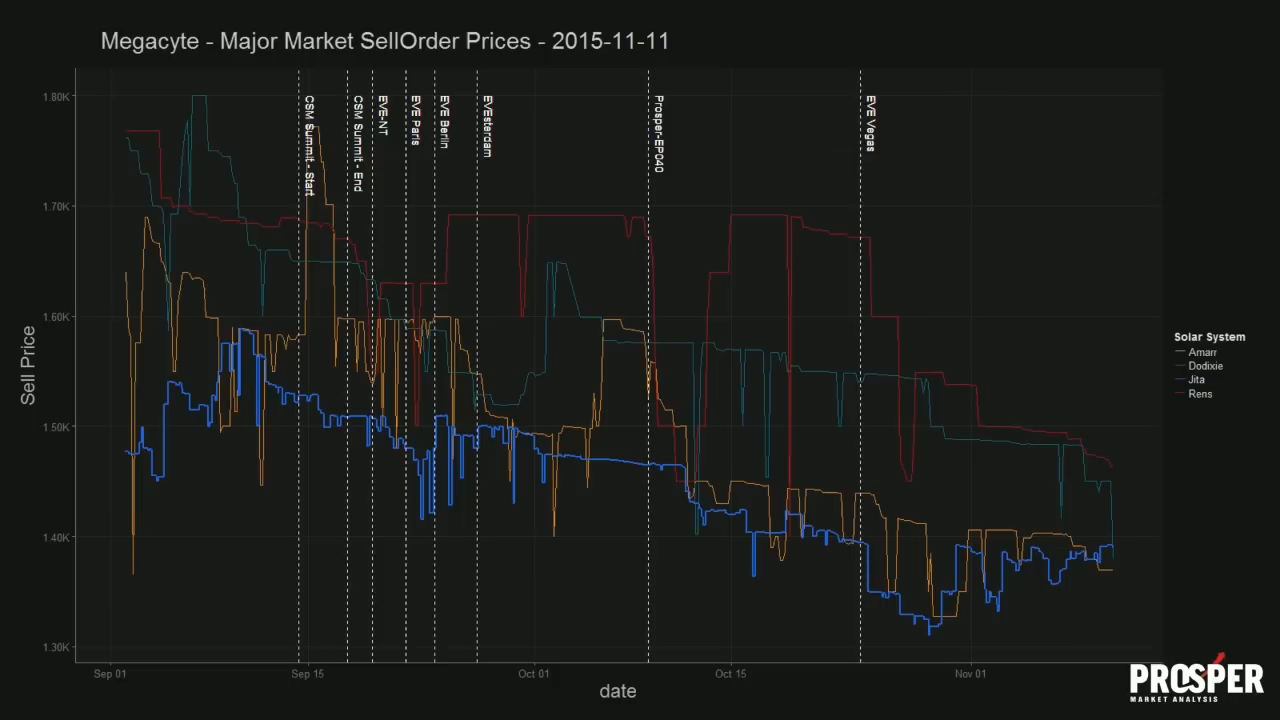 Megacyte - Major Market SellOrder Prices - 2015-11-11
1.80K
1.70K
1.60K
1.50K
1.40K
1.30K
Sell Price
CSM Summit - Start
CSM Summit - End
EVE-NT
EVE Paris
EVE Berlin
EVEsterdam
Prosper-EP040
EVE Vegas
Solar System
Amarr
Dodixie
Jita
Rens
Sep 01
Sep 15
Oct 01
Oct 15
Nov 01
date
PROSPER
MARKET ANALYSIS